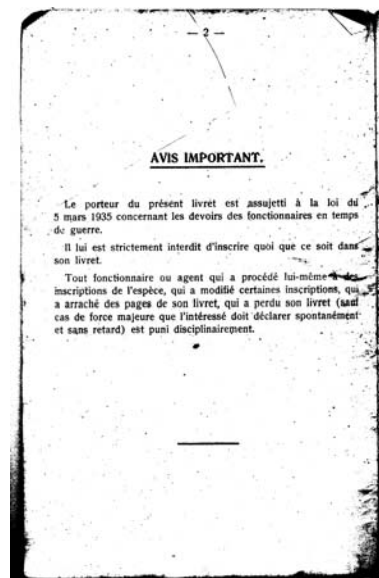 — 2 —
AVIS IMPORTANT.
Le porteur du présent livret est assujetti à la loi du
5 mars 1935 concernant les devoirs des fonctionnaires en temps
de guerre.
Il lui est strictement interdit d'inscrire quoi que ce soit dans
son livret.
Tout fonctionnaire ou agent qui a procédé lui-même à des
inscriptions de l'espèce, qui a modifié certaines inscriptions, qui
a arraché des pages de son livret, qui a perdu son livret (sauf
cas de force majeure que l'intéressé doit déclarer spontanément
et sans retard) est puni disciplinairement.